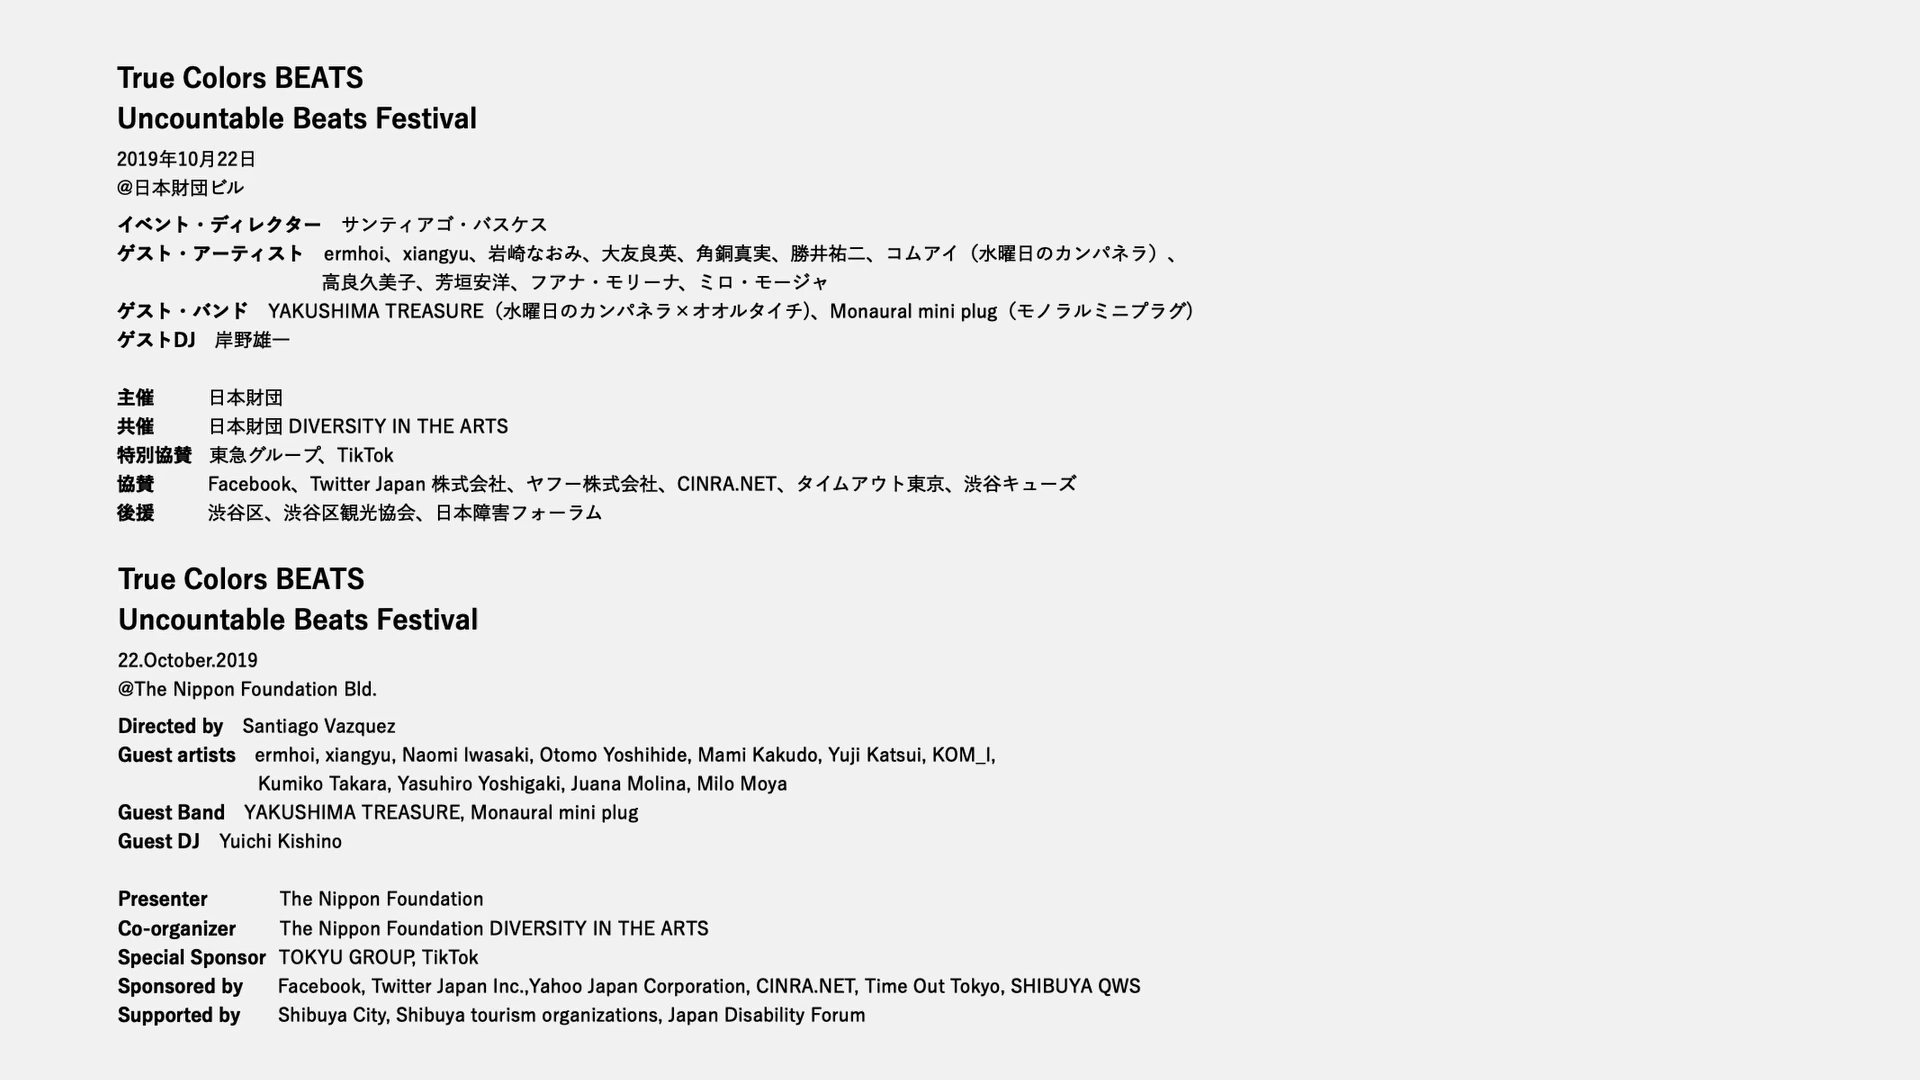 True Colors BEATS
Uncountable Beats Festival
2019年10月22日
@日本財団ビル
イベント・ディレクター　サンティアゴ・バスケス
ゲスト・アーティスト　ermhoi、xiangyu、岩崎なおみ、大友良英、角銅真実、勝井祐二、コムアイ（水曜日のカンパネラ）、
高良久美子、芳垣安洋、フアナ・モリーナ、ミロ・モージャ
ゲスト・バンド　YAKUSHIMA TREASURE（水曜日のカンパネラ×オオルタイチ)、Monaural mini plug（モノラルミニプラグ）
ゲストDJ　岸野雄一
主催　日本財団
共催　日本財団 DIVERSITY IN THE ARTS
特別協賛　東急グループ、TikTok
協賛　Facebook、Twitter Japan 株式会社、ヤフー株式会社、CINRA.NET、タイムアウト東京、渋谷キューズ
後援　渋谷区、渋谷区観光協会、日本障害フォーラム
True Colors BEATS
Uncountable Beats Festival
22.October.2019
@The Nippon Foundation Bld.
Directed by　Santiago Vazquez
Guest artists　ermhoi, xiangyu, Naomi Iwasaki, Otomo Yoshihide, Mami Kakudo, Yuji Katsui, KOM_I,
Kumiko Takara, Yasuhiro Yoshigaki, Juana Molina, Milo Moya
Guest Band　YAKUSHIMA TREASURE, Monaural mini plug
Guest DJ　Yuichi Kishino
Presenter　The Nippon Foundation
Co-organizer　The Nippon Foundation DIVERSITY IN THE ARTS
Special Sponsor　TOKYU GROUP, TikTok
Sponsored by　Facebook, Twitter Japan Inc.,Yahoo Japan Corporation, CINRA.NET, Time Out Tokyo, SHIBUYA QWS
Supported by　Shibuya City, Shibuya tourism organizations, Japan Disability Forum